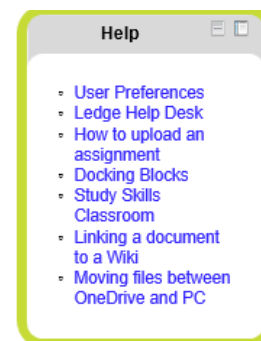 Help
User Preferences
Ledge Help Desk
How to upload an
assignment
Docking Blocks
Study Skills
Classroom
Linking a document
to a Wiki
Moving files between
OneDrive and PC